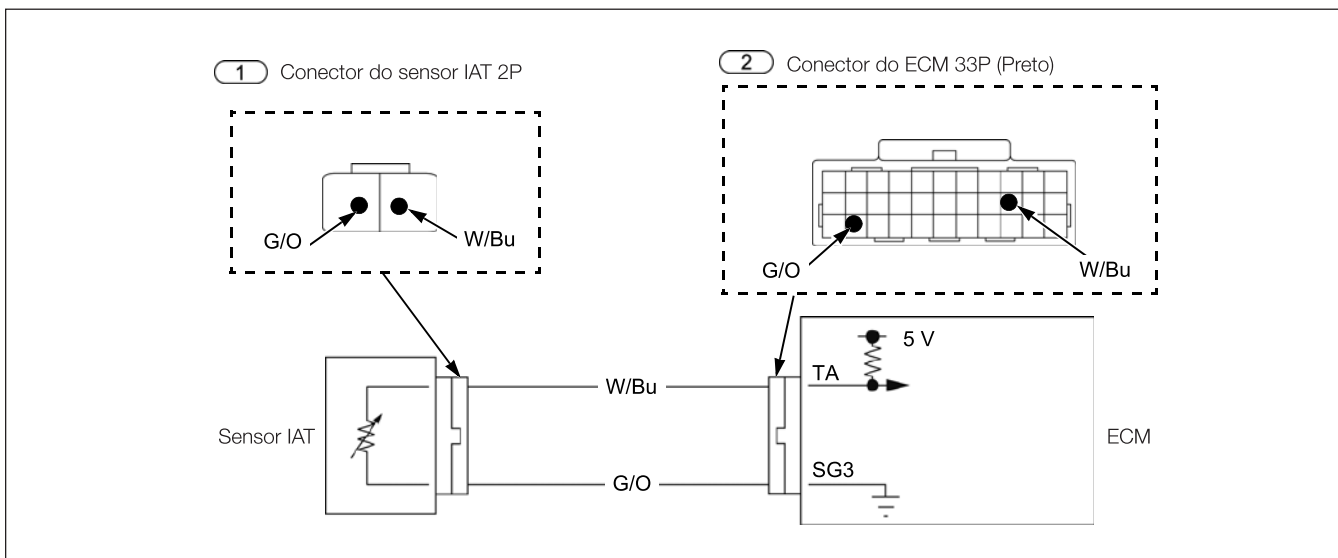 1 Conector do sensor IAT 2P
2 Conector do ECM 33P (Preto)
G/O
W/Bu
G/O
W/Bu
5 V
TA
W/Bu
Sensor IAT
ECM
SG3
G/O